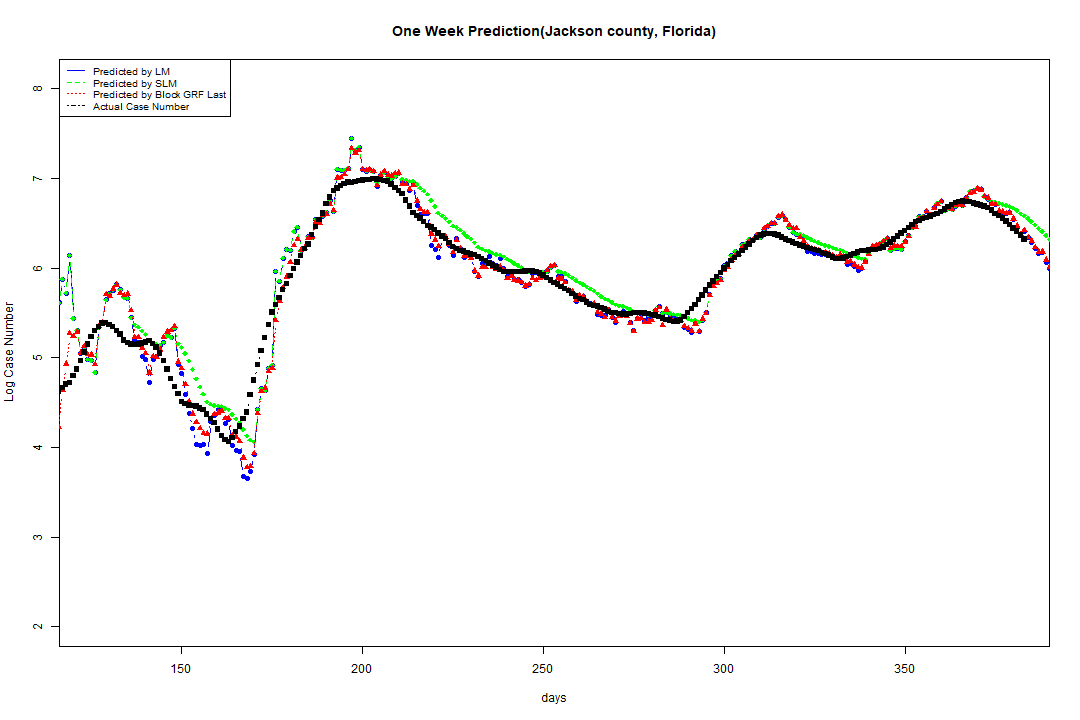 One Week Prediction(Jackson county, Florida)
Predicted by LM
Predicted by SLM
Predicted by Block GRF Last
Actual Case Number
8
7
6
5
4
3
2
Log Case Number
150 200 250 300 350
days